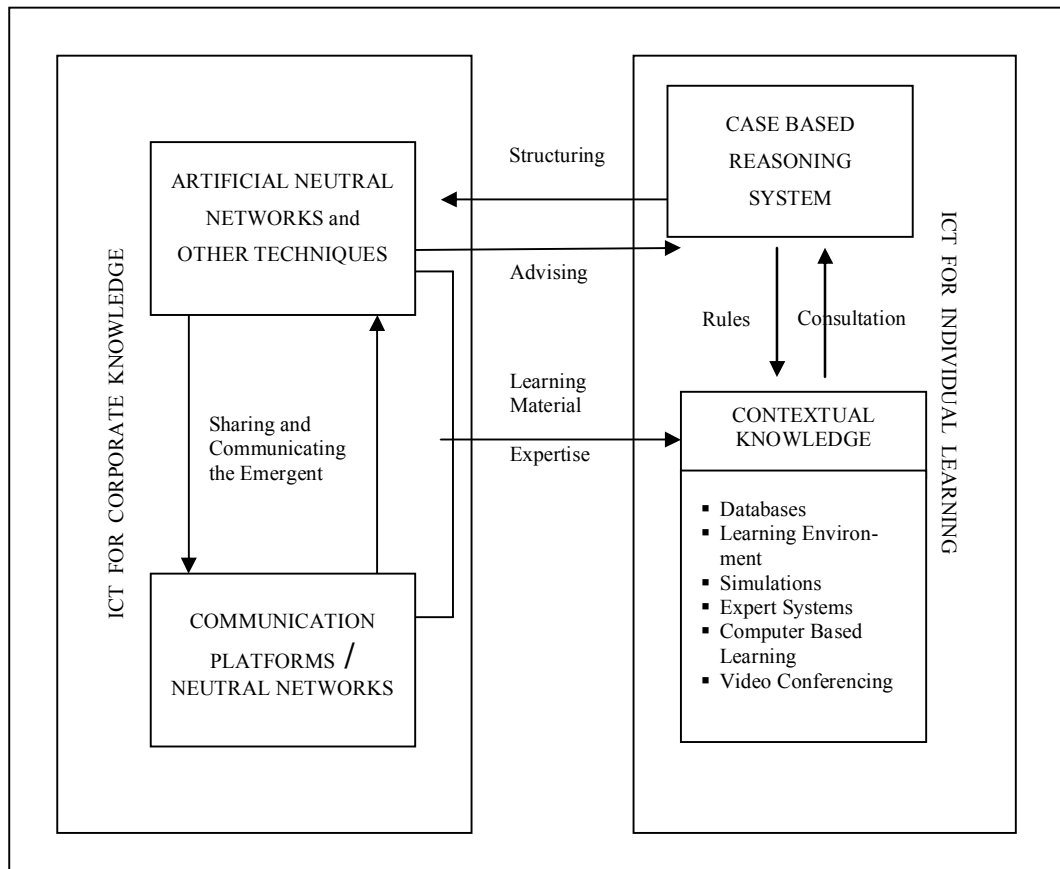 ICT FOR CORPORATE KNOWLEDGE
ARTIFICIAL NEUTRAL
NETWORKS and
OTHER TECHNIQUES
Sharing and
Communicating
the Emergent
COMMUNICATION
PLATFORMS /
NEUTRAL NETWORKS
Structuring
Advising
Learning
Material
Expertise
CASE BASED
REASONING
SYSTEM
Rules
Consultation
CONTEXTUAL
KNOWLEDGE
▪ Databases
▪ Learning Environ-
ment
▪ Simulations
▪ Expert Systems
▪ Computer Based
Learning
▪ Video Conferencing
ICT FOR INDIVIDUAL LEARNING